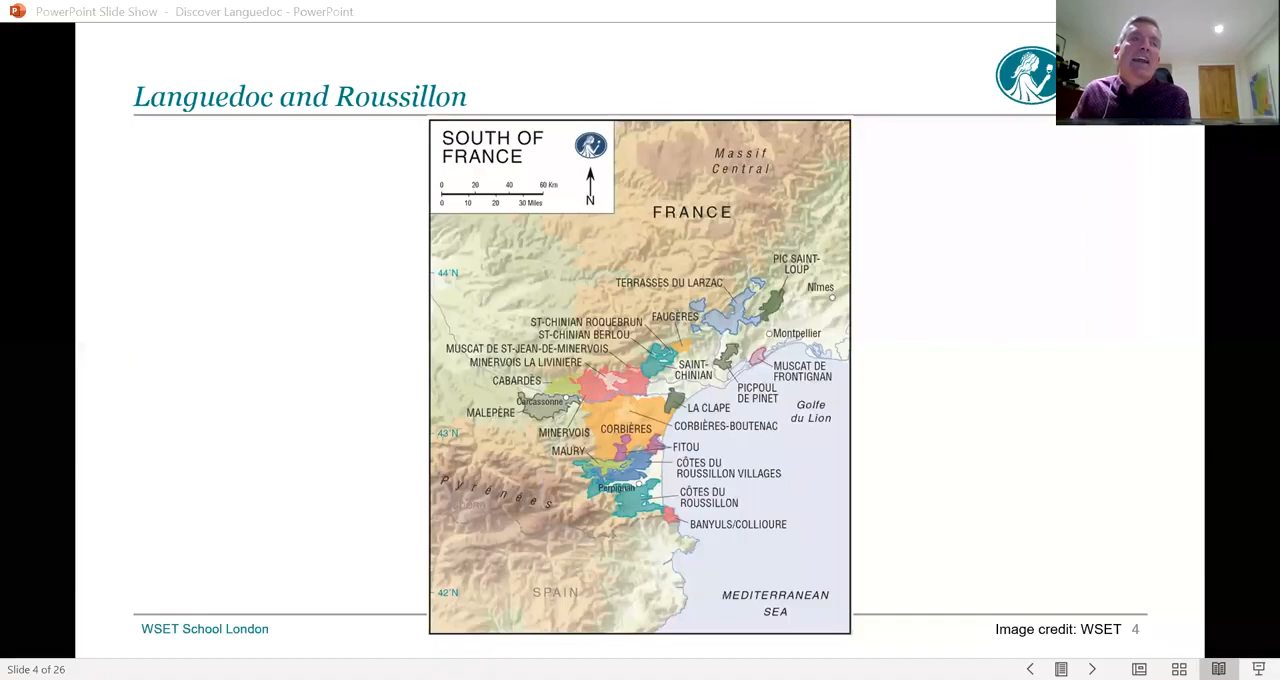 PowerPoint Slide Show - Discover Languedoc - PowerPoint
Languedoc and Roussillon
SOUTH OF
FRANCE
0 20 40 60 Km
0 10 20 30 Miles
N
Massif
Central
FRANCE
PIC SAINT-
LOUP
44°N
TERRASSES DU LARZAC
Nîmes
FAUGÈRES
ST-CHINIAN ROQUEBRUN
ST-CHINIAN BERLOU
Montpellier
MUSCAT DE ST-JEAN-DE-MINERVOIS
MINERVOIS LA LIVINIÈRE
SAINT-
CHINIAN
MUSCAT DE
FRONTIGNAN
CABARDÈS
PICPOUL
DE PINET
Carcassonne
Golfe
du Lion
MALEPÈRE
LA CLAPE
CORBIÈRES-BOUTENAC
43°N
MINERVOIS
CORBIÈRES
FITOU
MAURY
CÔTES DU
ROUSSILLON VILLAGES
Pyrénées
Perpignan
CÔTES DU
ROUSSILLON
BANYULS/COLLIOURE
42°N
SPAIN
MEDITERRANEAN
SEA
WSET School London
Image credit: WSET 4
Slide 4 of 26